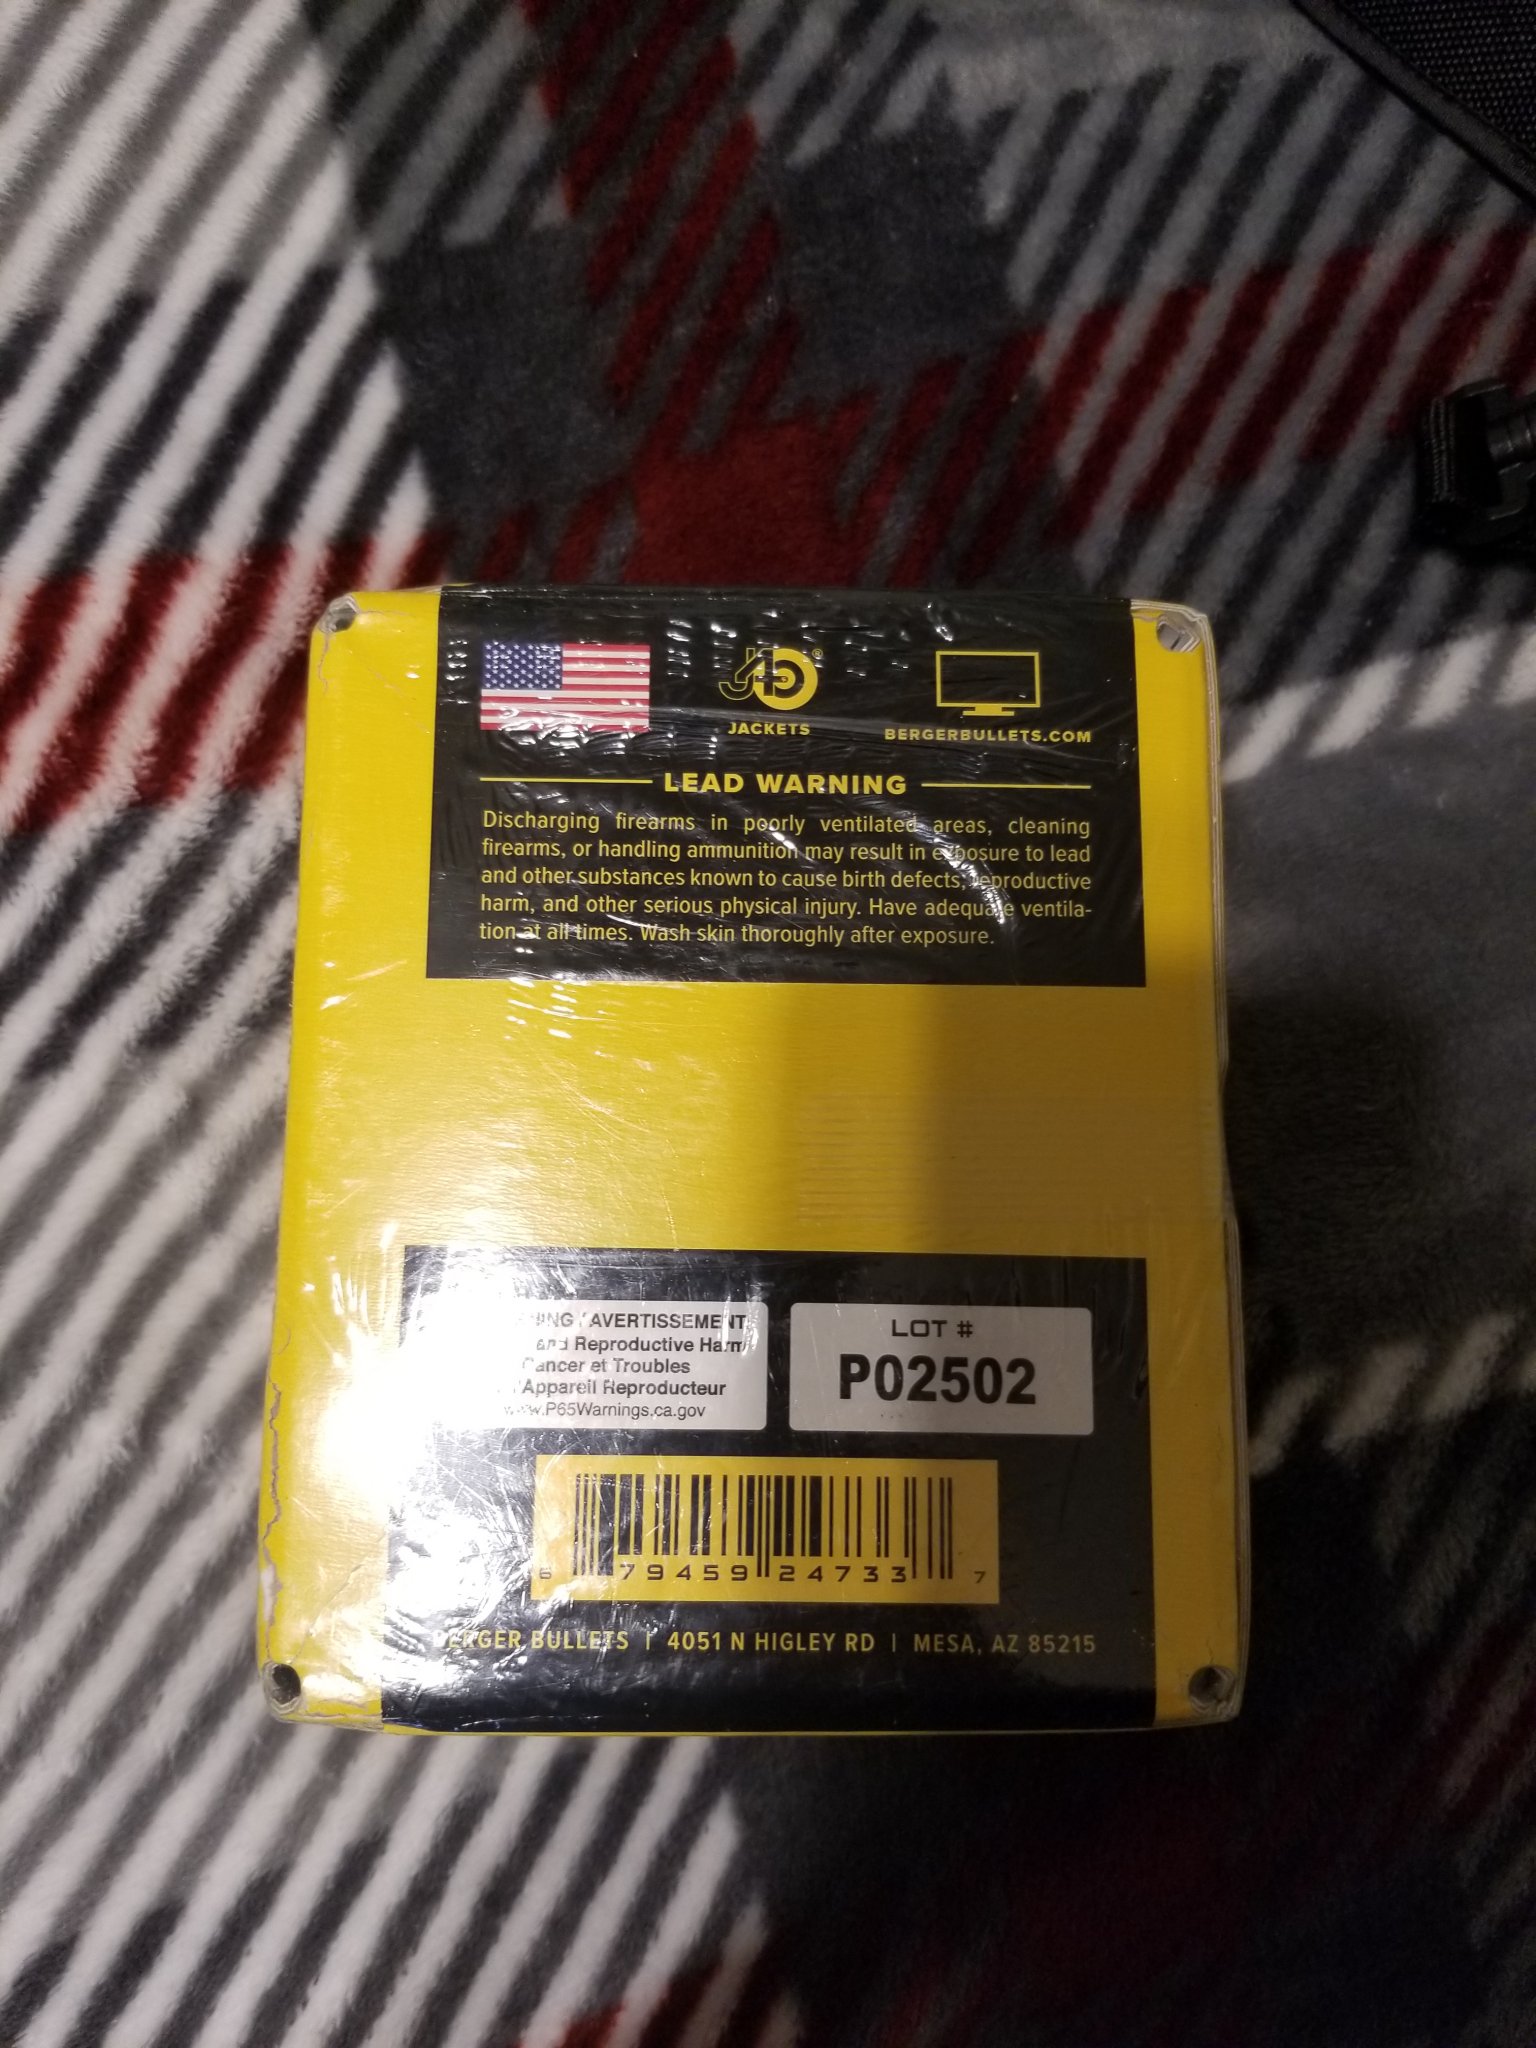 J4
®
JACKETS
BERGERBULLETS.COM
LEAD WARNING
Discharging firearms in poorly ventilated areas, cleaning
firearms, or handling ammunition may result in exposure to lead
and other substances known to cause birth defects, reproductive
harm, and other serious physical injury. Have adequate ventila-
tion at all times. Wash skin thoroughly after exposure.
/ AVERTISSEMENT
and Reproductive Harm
Cancer et Troubles
Appareil Reproducteur
www.P65Warnings.ca.gov
LOT #
P02502
6 79459 24733 7
BERGER BULLETS | 4051 N HIGLEY RD | MESA, AZ 85215